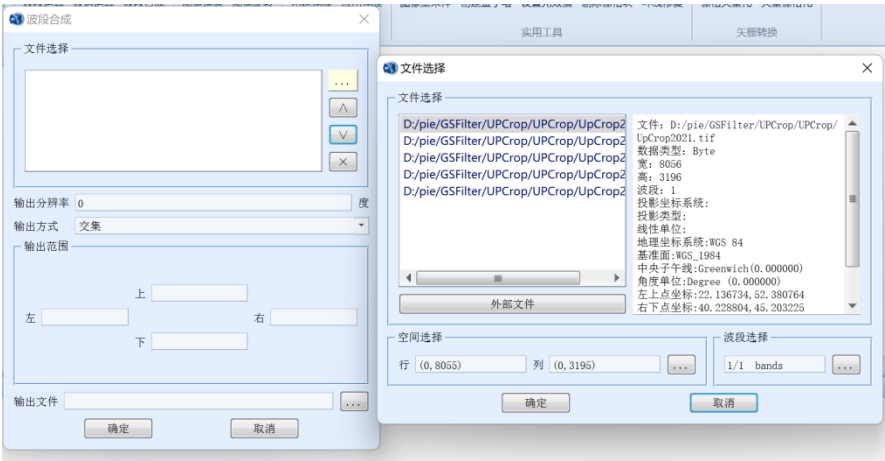 实用工具
矢栅转换
波段合成
文件选择
...
输出分辨率 0 度
输出方式 交集
输出范围
上
左 右
下
输出文件 ...
确定 取消
文件选择
文件选择
D:/pie/GSFilter/UPCrop/UPCrop/UpCrop2
D:/pie/GSFilter/UPCrop/UPCrop/UpCrop2
D:/pie/GSFilter/UPCrop/UPCrop/UpCrop2
D:/pie/GSFilter/UPCrop/UPCrop/UpCrop2
D:/pie/GSFilter/UPCrop/UPCrop/UpCrop2
外部文件
文件: D:/pie/GSFilter/UPCrop/UPCrop/
UpCrop2021.tif
数据类型: Byte
宽: 8056
高: 3196
波段: 1
投影坐标系统:
投影类型:
线性单位:
地理坐标系统:WGS 84
基准面:WGS_1984
中央子午线:Greenwich(0.000000)
角度单位:Degree (0.000000)
左上点坐标:22.136734,52.380764
右下点坐标:40.228804,45.203225
空间选择
行 (0,8055) 列 (0,3195) ...
波段选择
1/1 bands ...
确定 取消